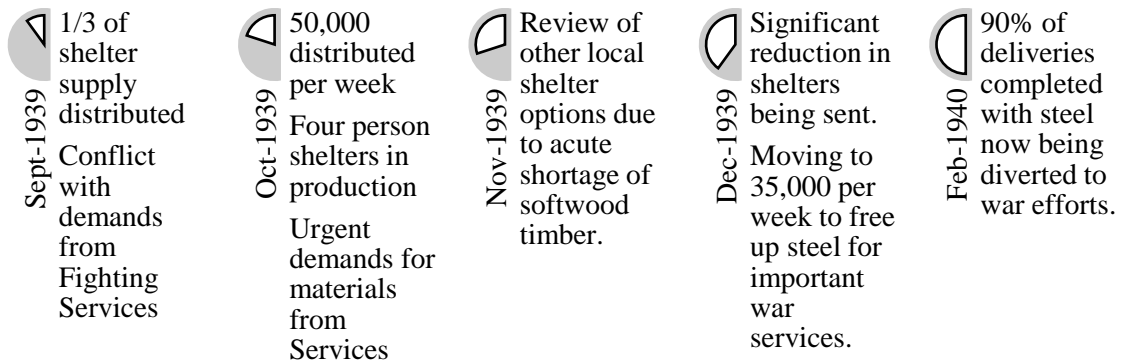 Sept-1939
1/3 of
shelter
supply
distributed
Conflict
with
demands
from
Fighting
Services
Oct-1939
50,000
distributed
per week
Four person
shelters in
production
Urgent
demands for
materials
from
Services
Nov-1939
Review of
other local
shelter
options due
to acute
shortage of
softwood
timber.
Dec-1939
Significant
reduction in
shelters
being sent.
Moving to
35,000 per
week to free
up steel for
important
war
services.
Feb-1940
90% of
deliveries
completed
with steel
now being
diverted to
war efforts.